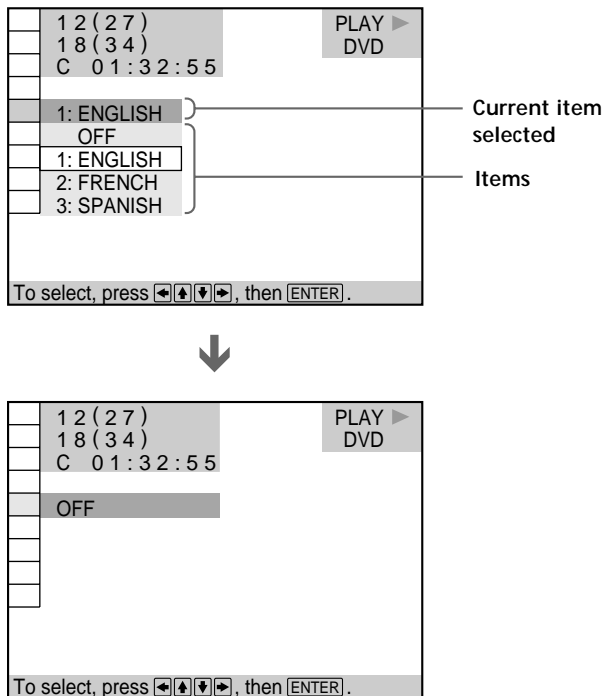 12(27)
PLAY
18(34)
DVD
C 01:32:55
1: ENGLISH
Current item
selected
OFF
1: ENGLISH
2: FRENCH
Items
3: SPANISH
To select, press ←↑↓→, then ENTER.
12(27)
PLAY
18(34)
DVD
C 01:32:55
OFF
To select, press ←↑↓→, then ENTER.